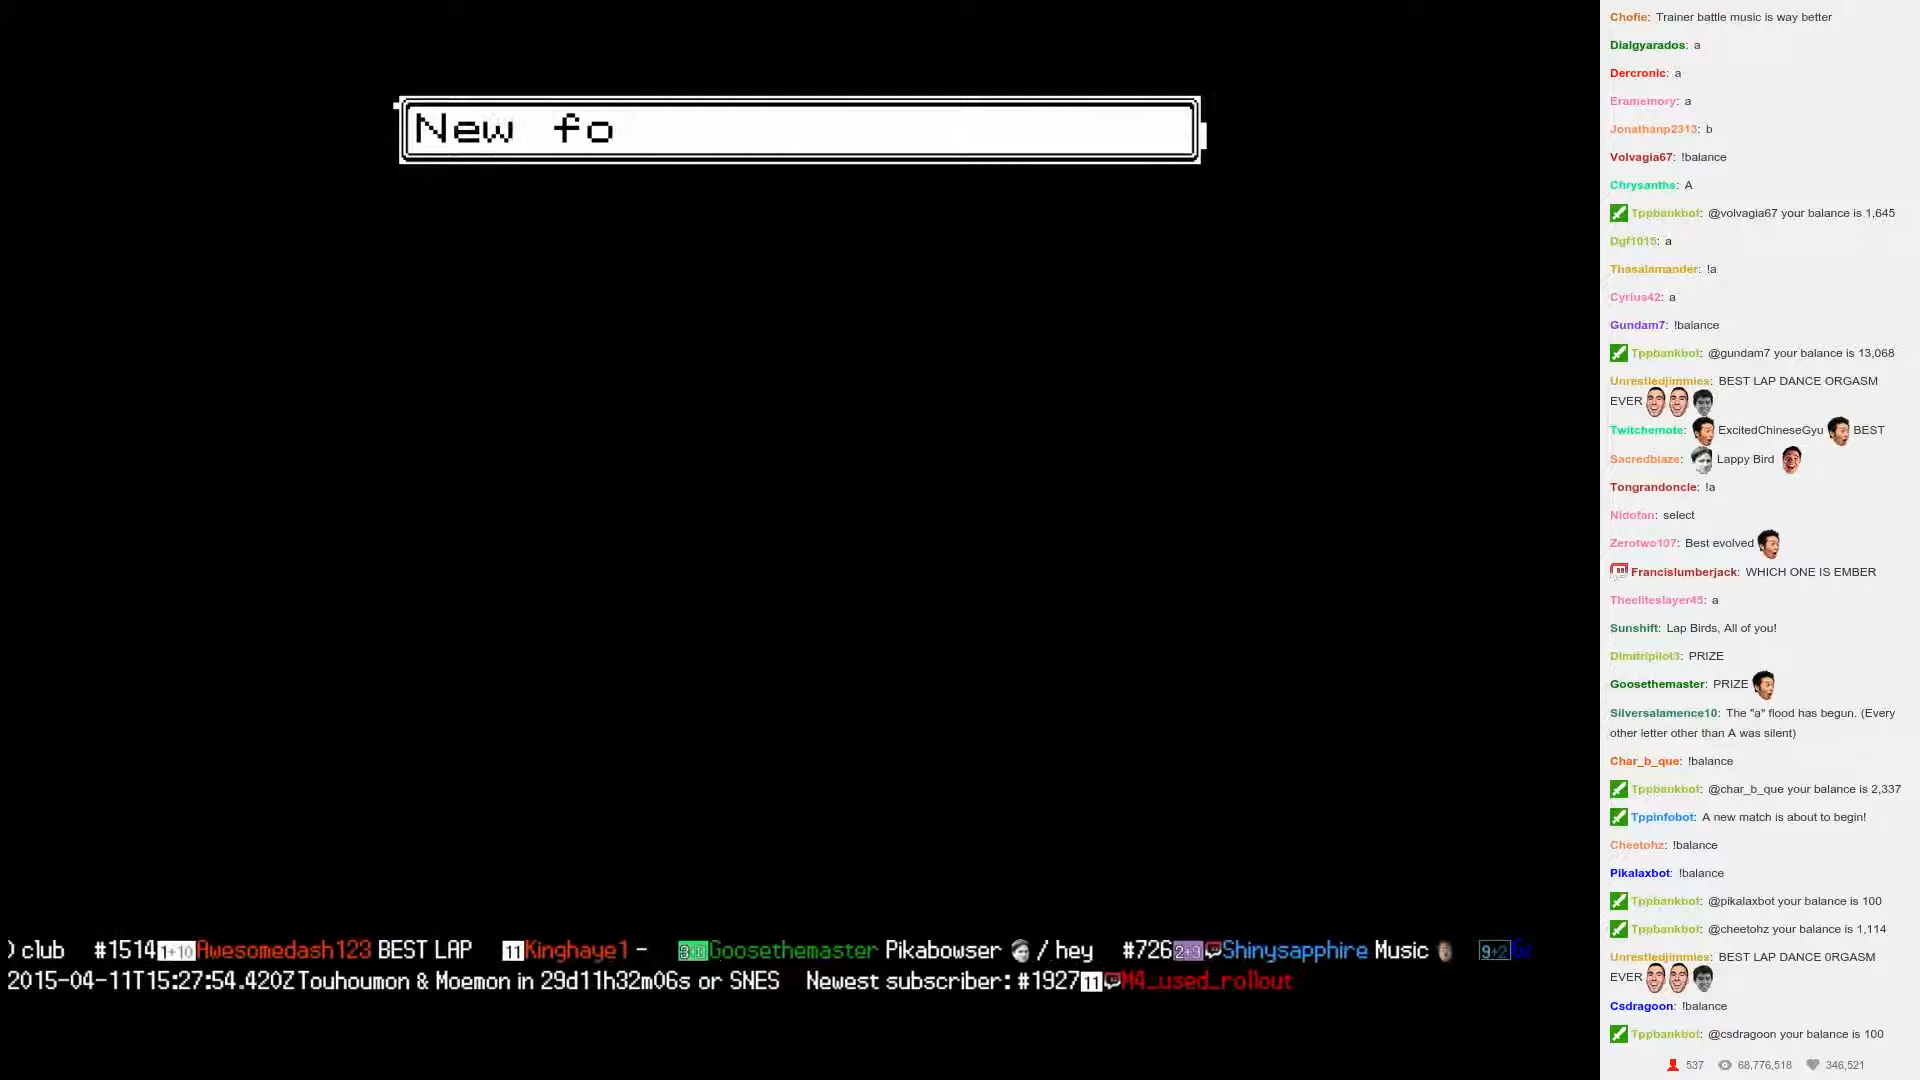 New fo
) club #1514 1+10 Awesomedash123 BEST LAP 11 Kinghaye1 - 3+8 Goosethemaster Pikabowser / hey #726 2+9 Shinysapphire Music 9+2
2015-04-11T15:27:54.420Z Touhoumon & Moemon in 29d11h32m06s or SNES Newest subscriber: #1927 11 M4_used_rollout
Chofie: Trainer battle music is way better
Dialgyarados: a
Dercronic: a
Eramemory: a
Jonathanp2313: b
Volvagia67: !balance
Chrysanths: A
Tppbankbot: @volvagia67 your balance is 1,645
Dgf1015: a
Thasalamander: !a
Cyrius42: a
Gundam7: !balance
Tppbankbot: @gundam7 your balance is 13,068
Unrestledjimmies: BEST LAP DANCE ORGASM
EVER
Twitchemote: ExcitedChineseGyu BEST
Sacredblaze: Lappy Bird
Tongrandoncle: !a
Nidofan: select
Zerotwo107: Best evolved
Francislumberjack: WHICH ONE IS EMBER
Theeliteslayer45: a
Sunshift: Lap Birds, All of you!
Dimitripilot3: PRIZE
Goosethemaster: PRIZE
Silversalamence10: The "a" flood has begun. (Every
other letter other than A was silent)
Char_b_que: !balance
Tppbankbot: @char_b_que your balance is 2,337
Tppinfobot: A new match is about to begin!
Cheetohz: !balance
Pikalaxbot: !balance
Tppbankbot: @pikalaxbot your balance is 100
Tppbankbot: @cheetohz your balance is 1,114
Unrestledjimmies: BEST LAP DANCE 0RGASM
EVER
Csdragoon: !balance
Tppbankbot: @csdragoon your balance is 100
537 68,776,518 346,521